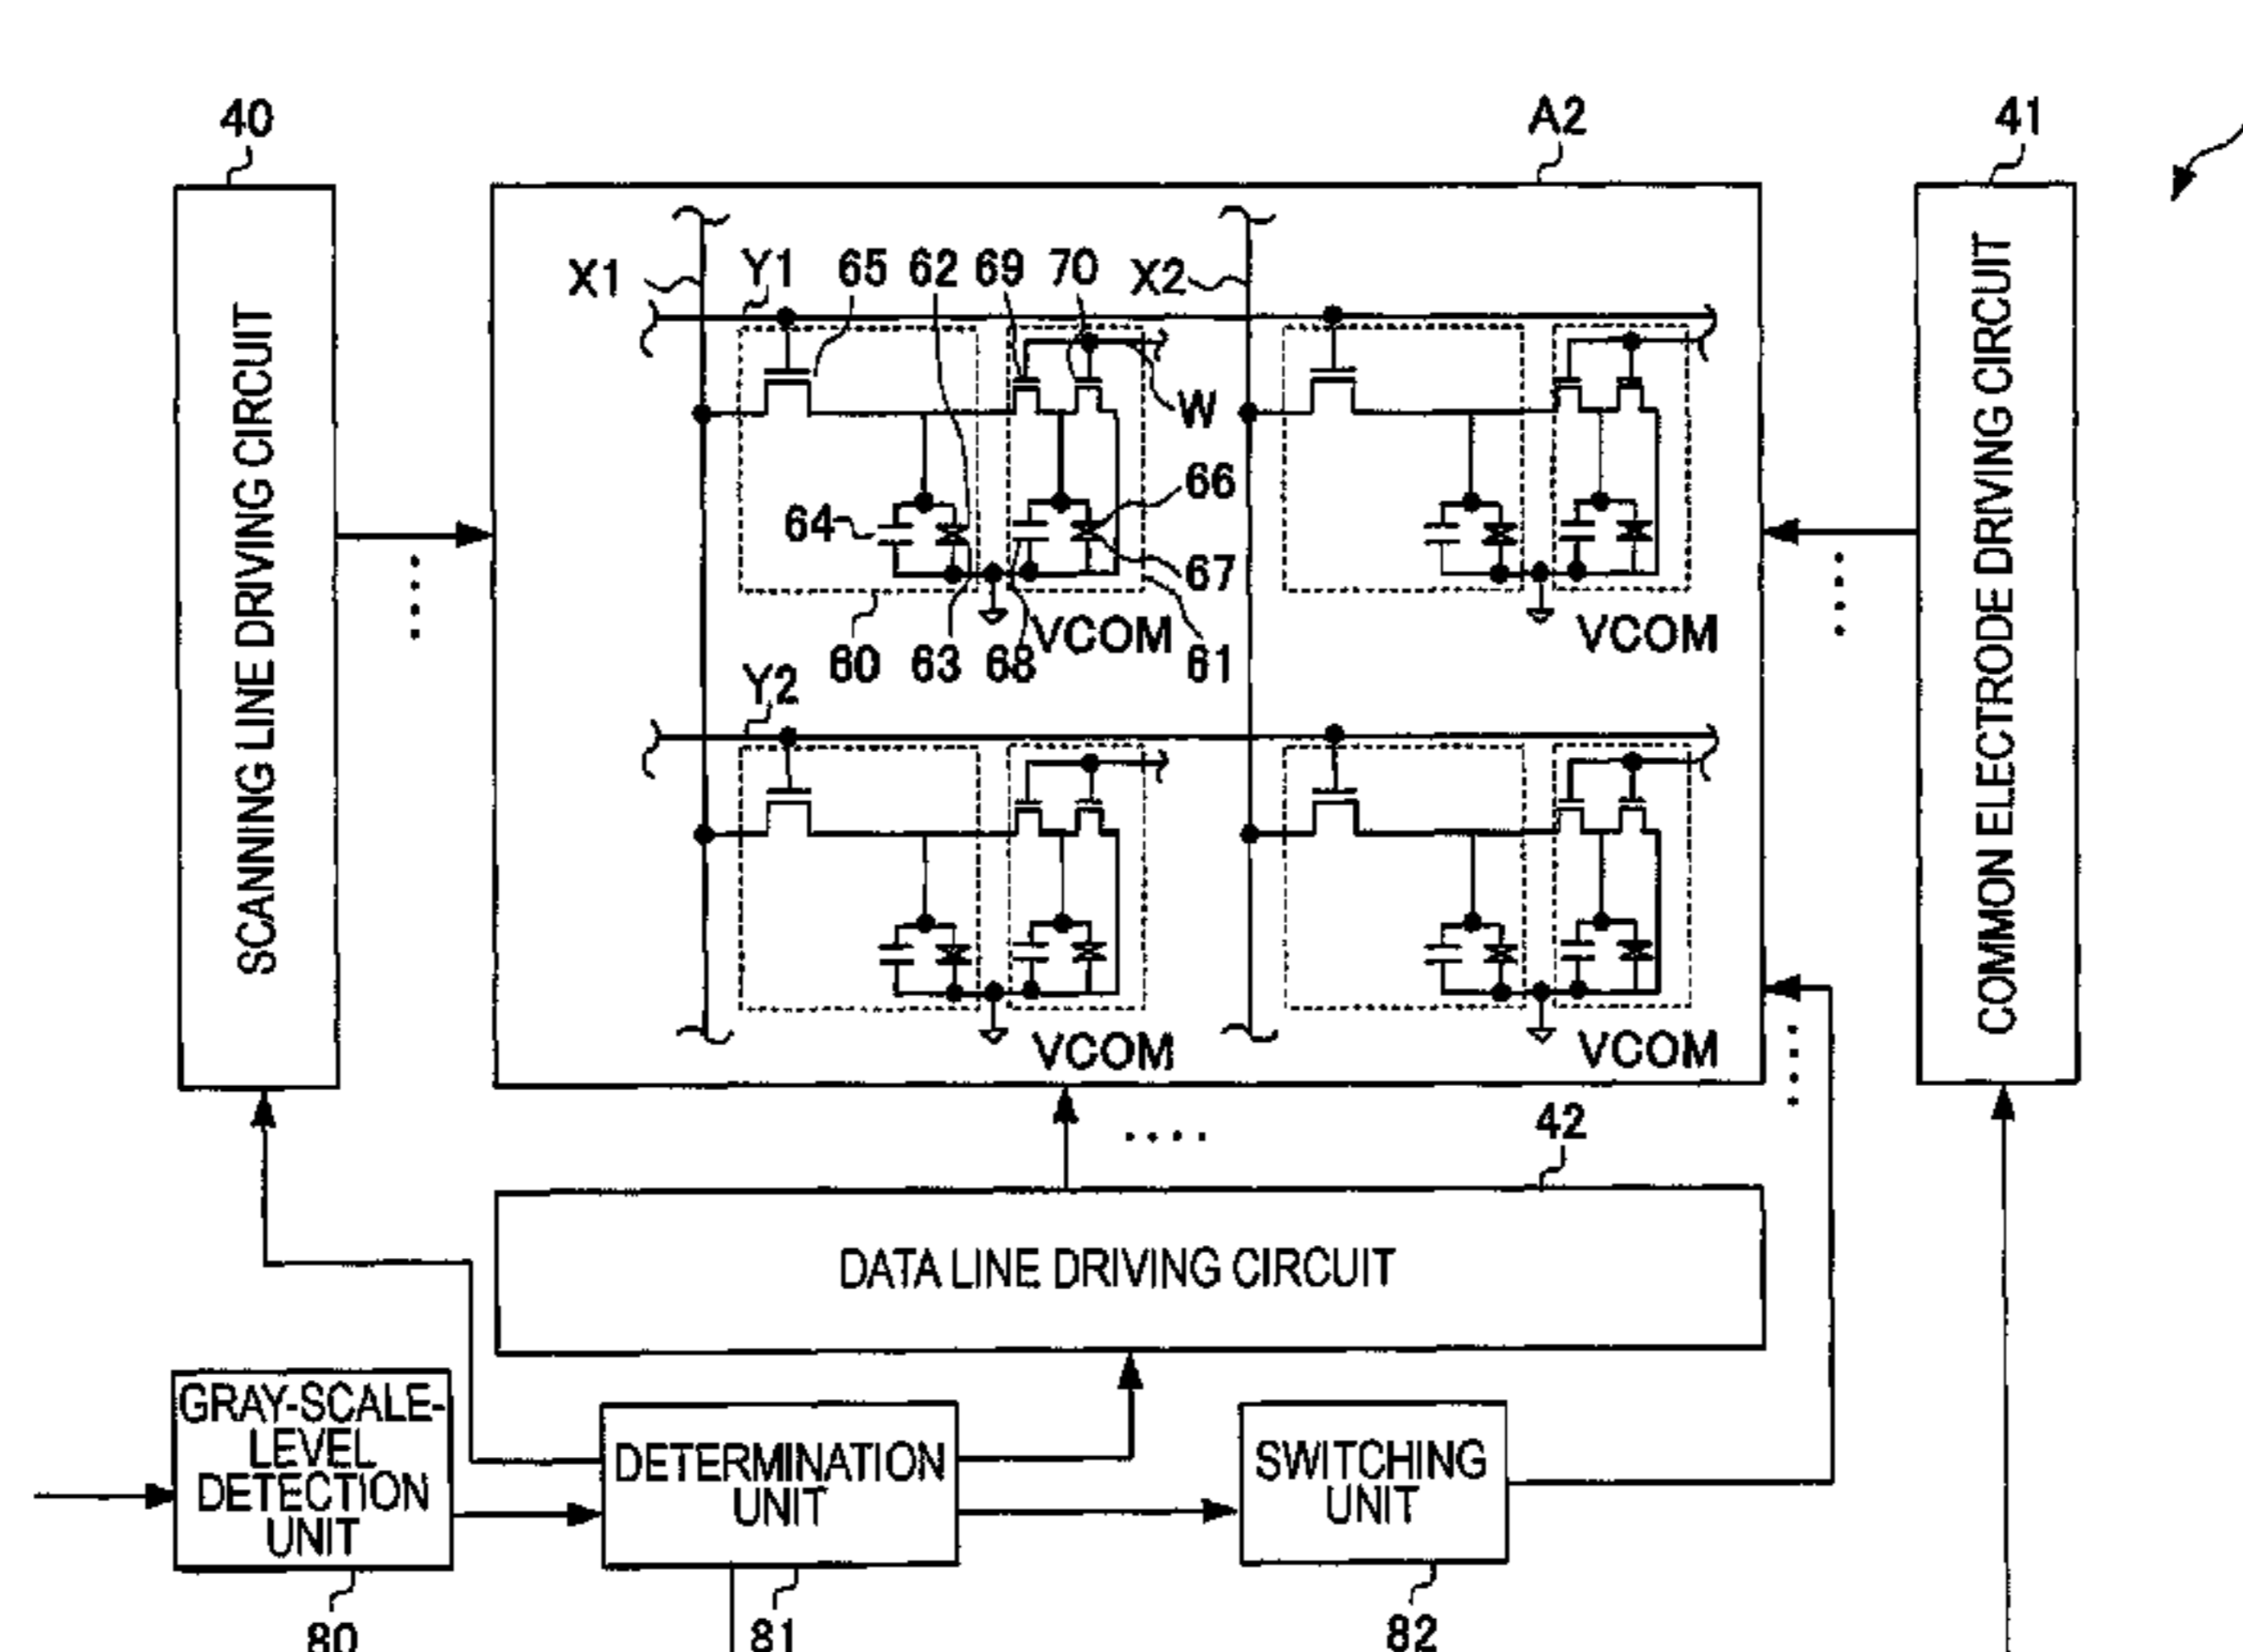 40
A2
41
X1
Y1
65
62
69
70
X2
W
66
64
67
VCOM
VCOM
60
63
68
61
Y2
VCOM
VCOM
SCANNING LINE DRIVING CIRCUIT
COMMON ELECTRODE DRIVING CIRCUIT
42
DATA LINE DRIVING CIRCUIT
GRAY-SCALE-
LEVEL
DETECTION
UNIT
DETERMINATION
UNIT
SWITCHING
UNIT
80
81
82